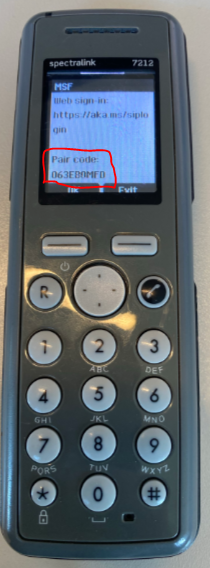 spectralink 7212
MSF
Web sign-in:
https://aka.ms/siplo
gin
Pair code:
OK Exit
R
1 2 3
ABC DEF
4 5 6
GHI JKL MNO
7 8 9
PQRS TUV WXYZ
* 0 #